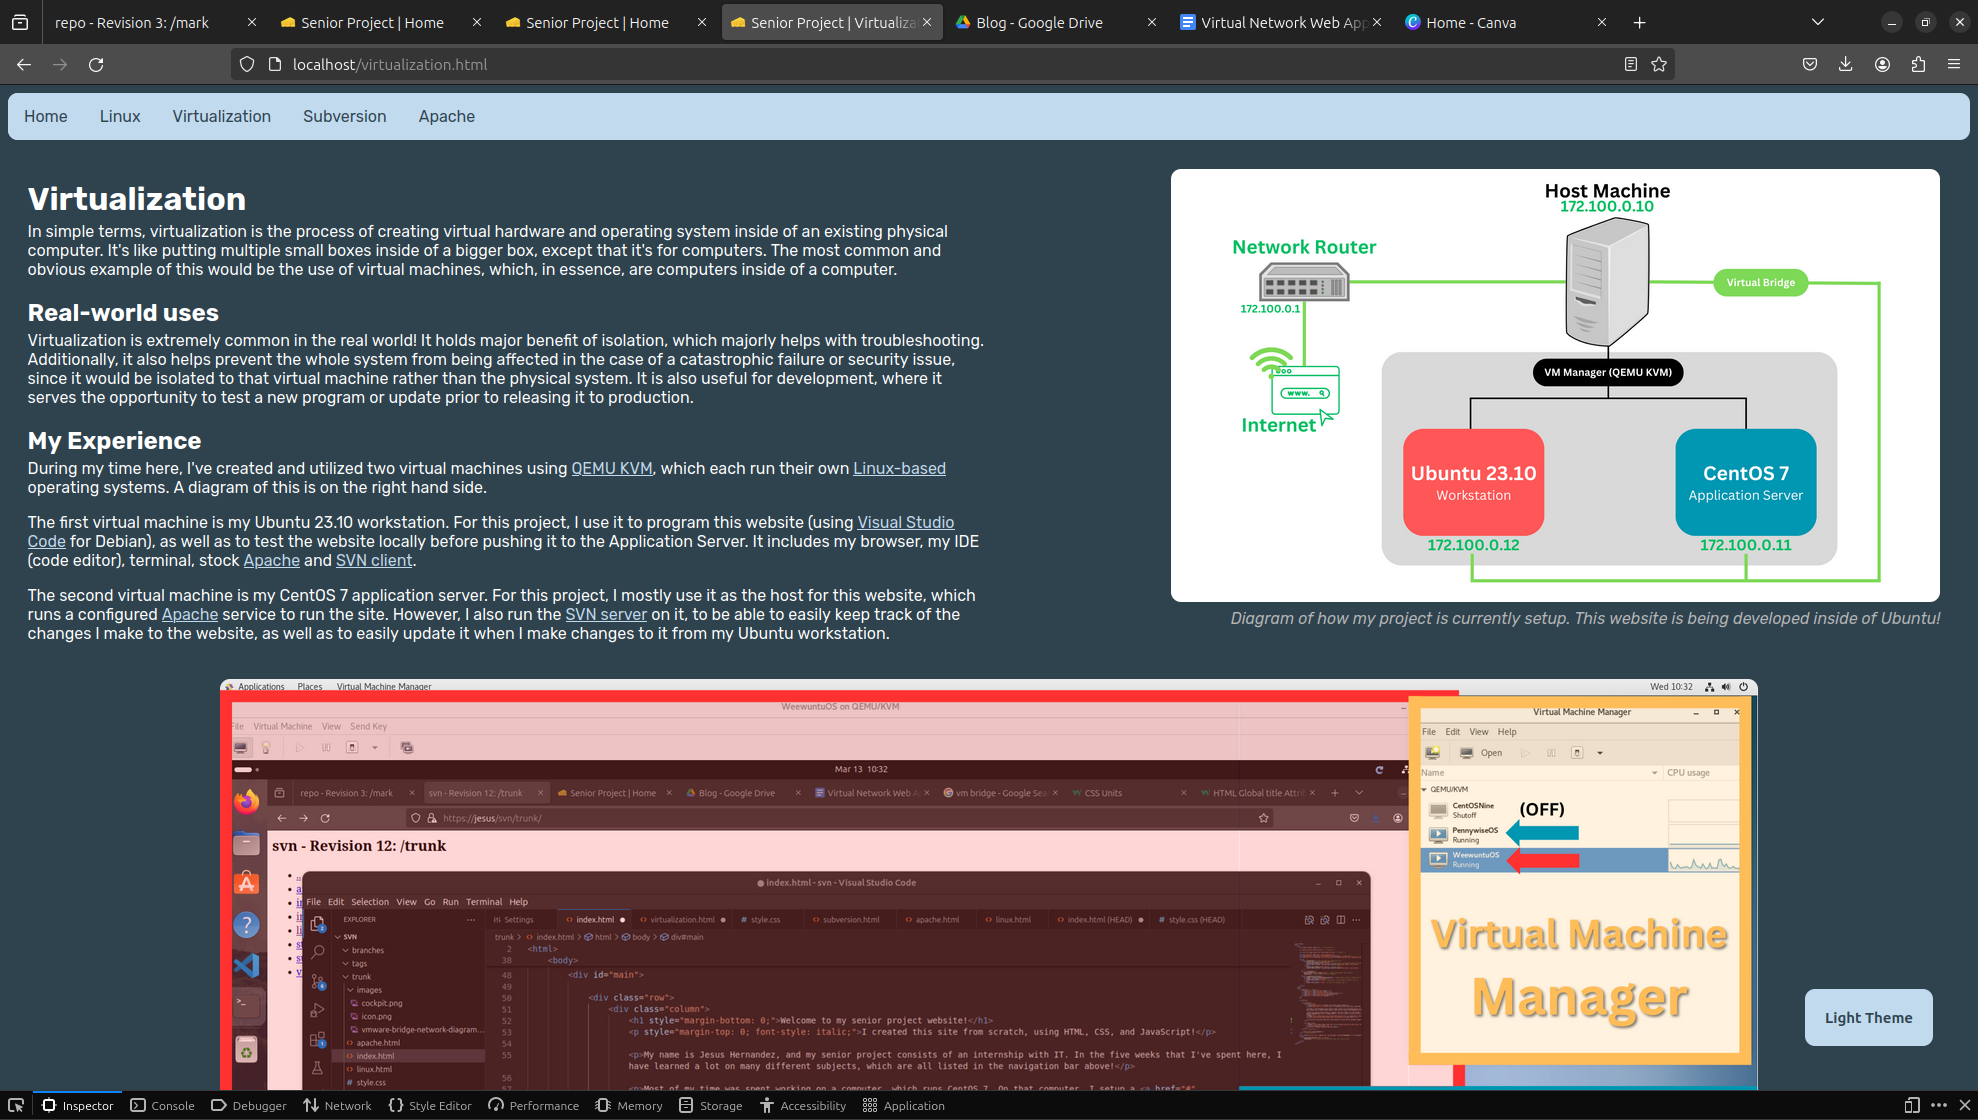 repo - Revision 3: /mark
Senior Project | Home
Senior Project | Home
Senior Project | Virtualiza
Blog - Google Drive
Virtual Network Web App
Home - Canva
localhost/virtualization.html
Home
Linux
Virtualization
Subversion
Apache
Virtualization
In simple terms, virtualization is the process of creating virtual hardware and operating system inside of an existing physical
computer. It's like putting multiple small boxes inside of a bigger box, except that it's for computers. The most common and
obvious example of this would be the use of virtual machines, which, in essence, are computers inside of a computer.
Real-world uses
Virtualization is extremely common in the real world! It holds major benefit of isolation, which majorly helps with troubleshooting.
Additionally, it also helps prevent the whole system from being affected in the case of a catastrophic failure or security issue,
since it would be isolated to that virtual machine rather than the physical system. It is also useful for development, where it
serves the opportunity to test a new program or update prior to releasing it to production.
My Experience
During my time here, I've created and utilized two virtual machines using QEMU KVM, which each run their own Linux-based
operating systems. A diagram of this is on the right hand side.
The first virtual machine is my Ubuntu 23.10 workstation. For this project, I use it to program this website (using Visual Studio
Code for Debian), as well as to test the website locally before pushing it to the Application Server. It includes my browser, my IDE
(code editor), terminal, stock Apache and SVN client.
The second virtual machine is my CentOS 7 application server. For this project, I mostly use it as the host for this website, which
runs a configured Apache service to run the site. However, I also run the SVN server on it, to be able to easily keep track of the
changes I make to the website, as well as to easily update it when I make changes to it from my Ubuntu workstation.
Host Machine
172.100.0.10
Network Router
172.100.0.1
Virtual Bridge
VM Manager (QEMU KVM)
www.
Internet
Ubuntu 23.10
Workstation
172.100.0.12
CentOS 7
Application Server
172.100.0.11
Diagram of how my project is currently setup. This website is being developed inside of Ubuntu!
Applications Places Virtual Machine Manager
Wed 10:32
WeewuntuOS on QEMU/KVM
File Virtual Machine View Send Key
Mar 13 10:32
repo - Revision 3: /mark
svn - Revision 12: /trunk
Senior Project | Home
Blog - Google Drive
Virtual Network Web A
vm bridge - Google Sea
CSS Units
HTML Global title Attri
https://jesus/svn/trunk/
svn - Revision 12: /trunk
index.html - svn - Visual Studio Code
File Edit Selection View Go Run Terminal Help
EXPLORER
Settings
index.html
virtualization.html
style.css
subversion.html
apache.html
linux.html
index.html (HEAD)
style.css (HEAD)
SVN
branches
tags
trunk
images
cockpit.png
icon.png
vmware-bridge-network-diagram...
apache.html
index.html
linux.html
style.css
trunk > index.html > html > body > div#main
2 <html>
38 <body>
48 <div id="main">
49
50 <div class="row">
51 <div class="column">
52 <h1 style="margin-bottom: 0;">Welcome to my senior project website!</h1>
53 <p style="margin-top: 0; font-style: italic;">I created this site from scratch, using HTML, CSS, and JavaScript!</p>
54
55 <p>My name is Jesus Hernandez, and my senior project consists of an internship with IT. In the five weeks that I've spent here, I
have learned a lot on many different subjects, which are all listed in the navigation bar above!</p>
56
57 <p>Most of my time was spent working on a computer, which runs CentOS 7. On that computer, I setup a <a href="#"
Virtual Machine Manager
File Edit View Help
Open
Name
CPU usage
QEMU/KVM
CentOSNine
Shutoff
(OFF)
PennywiseOS
Running
WeewuntuOS
Running
Virtual Machine
Manager
Light Theme
Inspector
Console
Debugger
Network
Style Editor
Performance
Memory
Storage
Accessibility
Application